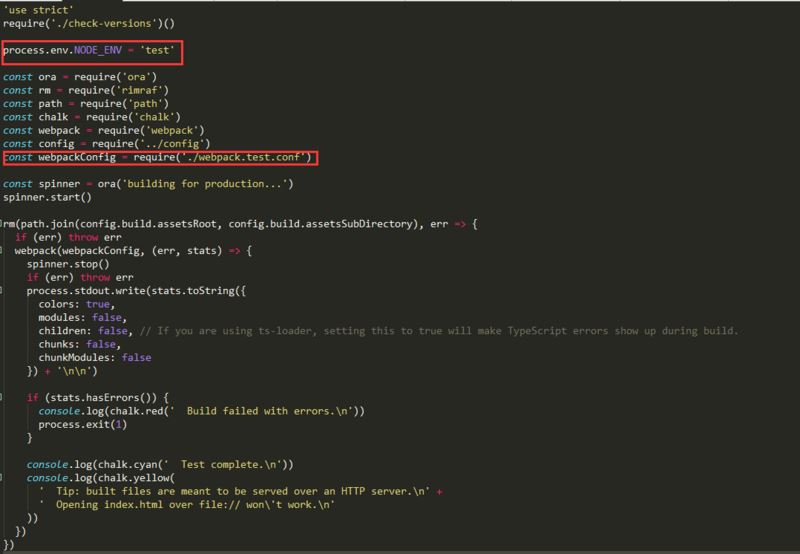 'use strict'
require('./check-versions')()
process.env.NODE_ENV = 'test'
const ora = require('ora')
const rm = require('rimraf')
const path = require('path')
const chalk = require('chalk')
const webpack = require('webpack')
const config = require('../config')
const webpackConfig = require('./webpack.test.conf')
const spinner = ora('building for production...')
spinner.start()
rm(path.join(config.build.assetsRoot, config.build.assetsSubDirectory), err => {
  if (err) throw err
  webpack(webpackConfig, (err, stats) => {
    spinner.stop()
    if (err) throw err
    process.stdout.write(stats.toString({
      colors: true,
      modules: false,
      children: false, // If you are using ts-loader, setting this to true will make TypeScript errors show up during build.
      chunks: false,
      chunkModules: false
    }) + '\n\n')
    if (stats.hasErrors()) {
      console.log(chalk.red('  Build failed with errors.\n'))
      process.exit(1)
    }
    console.log(chalk.cyan('  Test complete.\n'))
    console.log(chalk.yellow(
      '  Tip: built files are meant to be served over an HTTP server.\n' +
      '  Opening index.html over file:// won\'t work.\n'
    ))
  })
})